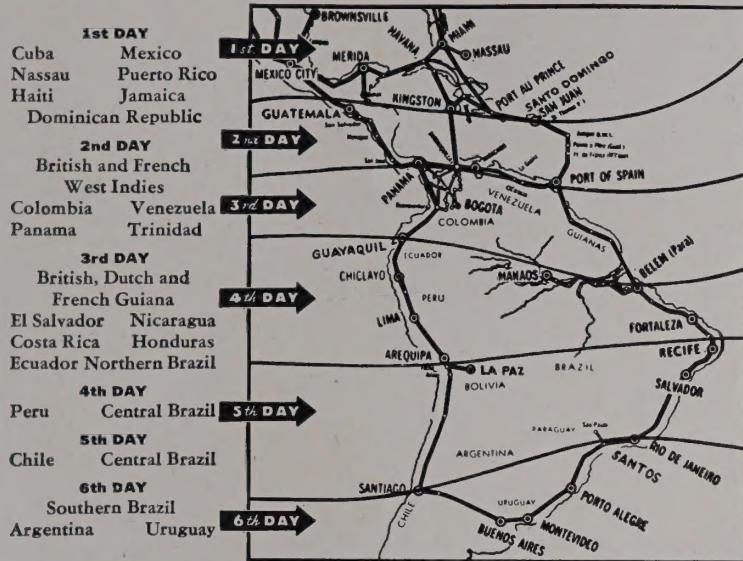 1st DAY
Cuba Mexico
Nassau Puerto Rico
Haiti Jamaica
Dominican Republic
2nd DAY
British and French
West Indies
Colombia Venezuela
Panama Trinidad
3rd DAY
British, Dutch and
French Guiana
El Salvador Nicaragua
Costa Rica Honduras
Ecuador Northern Brazil
4th DAY
Peru Central Brazil
5th DAY
Chile Central Brazil
6th DAY
Southern Brazil
Argentina Uruguay
1st DAY
2nd DAY
3rd DAY
4th DAY
5th DAY
6th DAY
BROWNSVILLE
MIAMI
HAVANA
NASSAU
MERIDA
MEXICO CITY
PORT AU PRINCE
SANTO DOMINGO
SAN JUAN
KINGSTON
GUATEMALA
San Salvador
PANAMA
PORT OF SPAIN
VENEZUELA
BOGOTA
COLOMBIA
GUIANAS
GUAYAQUIL
ECUADOR
BELEM (Para)
MANAOS
CHICLAYO
PERU
LIMA
FORTALEZA
RECIFE
AREQUIPA
LA PAZ
BRAZIL
BOLIVIA
SALVADOR
PARAGUAY
Sao Paulo
RIO DE JANEIRO
SANTOS
ARGENTINA
SANTIAGO
CHILE
URUGUAY
PORTO ALEGRE
MONTEVIDEO
BUENOS AIRES